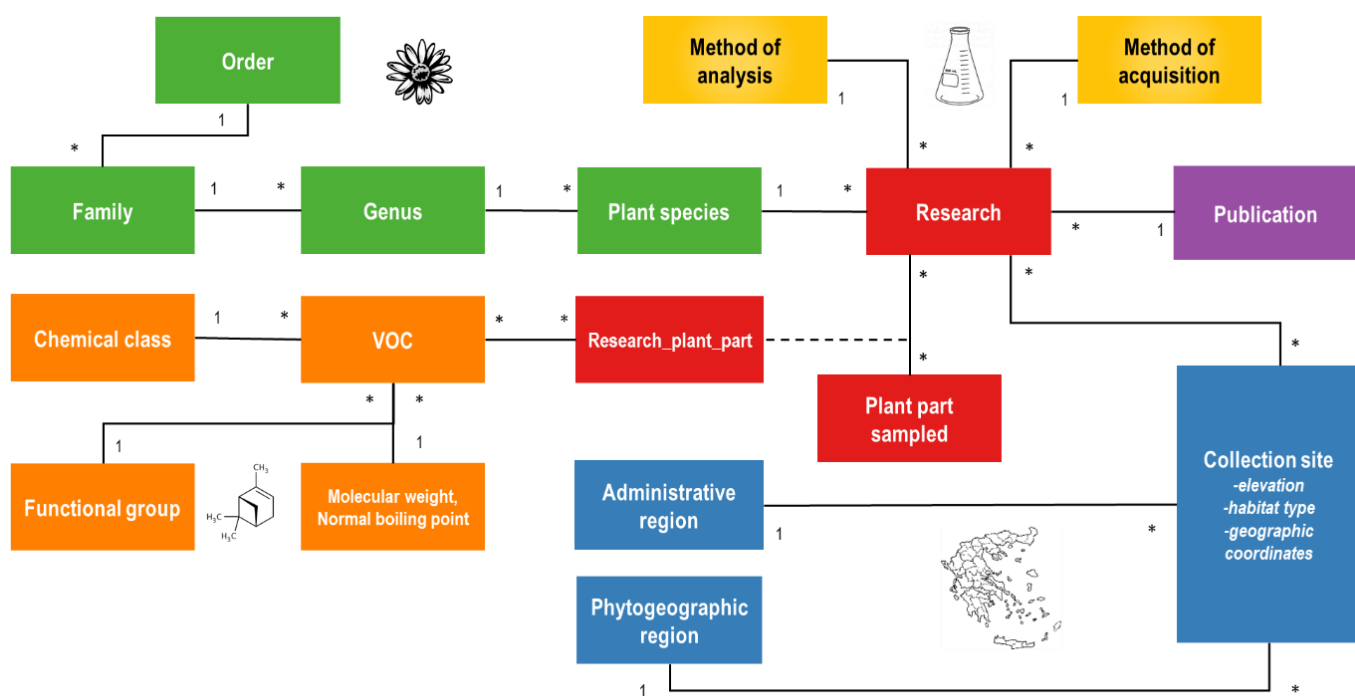 Order
Method of
analysis
Method of
acquisition
1
1
1
*
*
*
Family
1
*
Genus
1
*
Plant species
1
*
Research
*
1
Publication
*
*
Chemical class
1
*
VOC
*
*
Research_plant_part
*
*
Plant part
sampled
*
*
1
1
Functional group
CH₃
H₃C
H₃C
Molecular weight,
Normal boiling point
Administrative
region
1
*
Collection site
-elevation
-habitat type
-geographic
coordinates
Phytogeographic
region
1
*